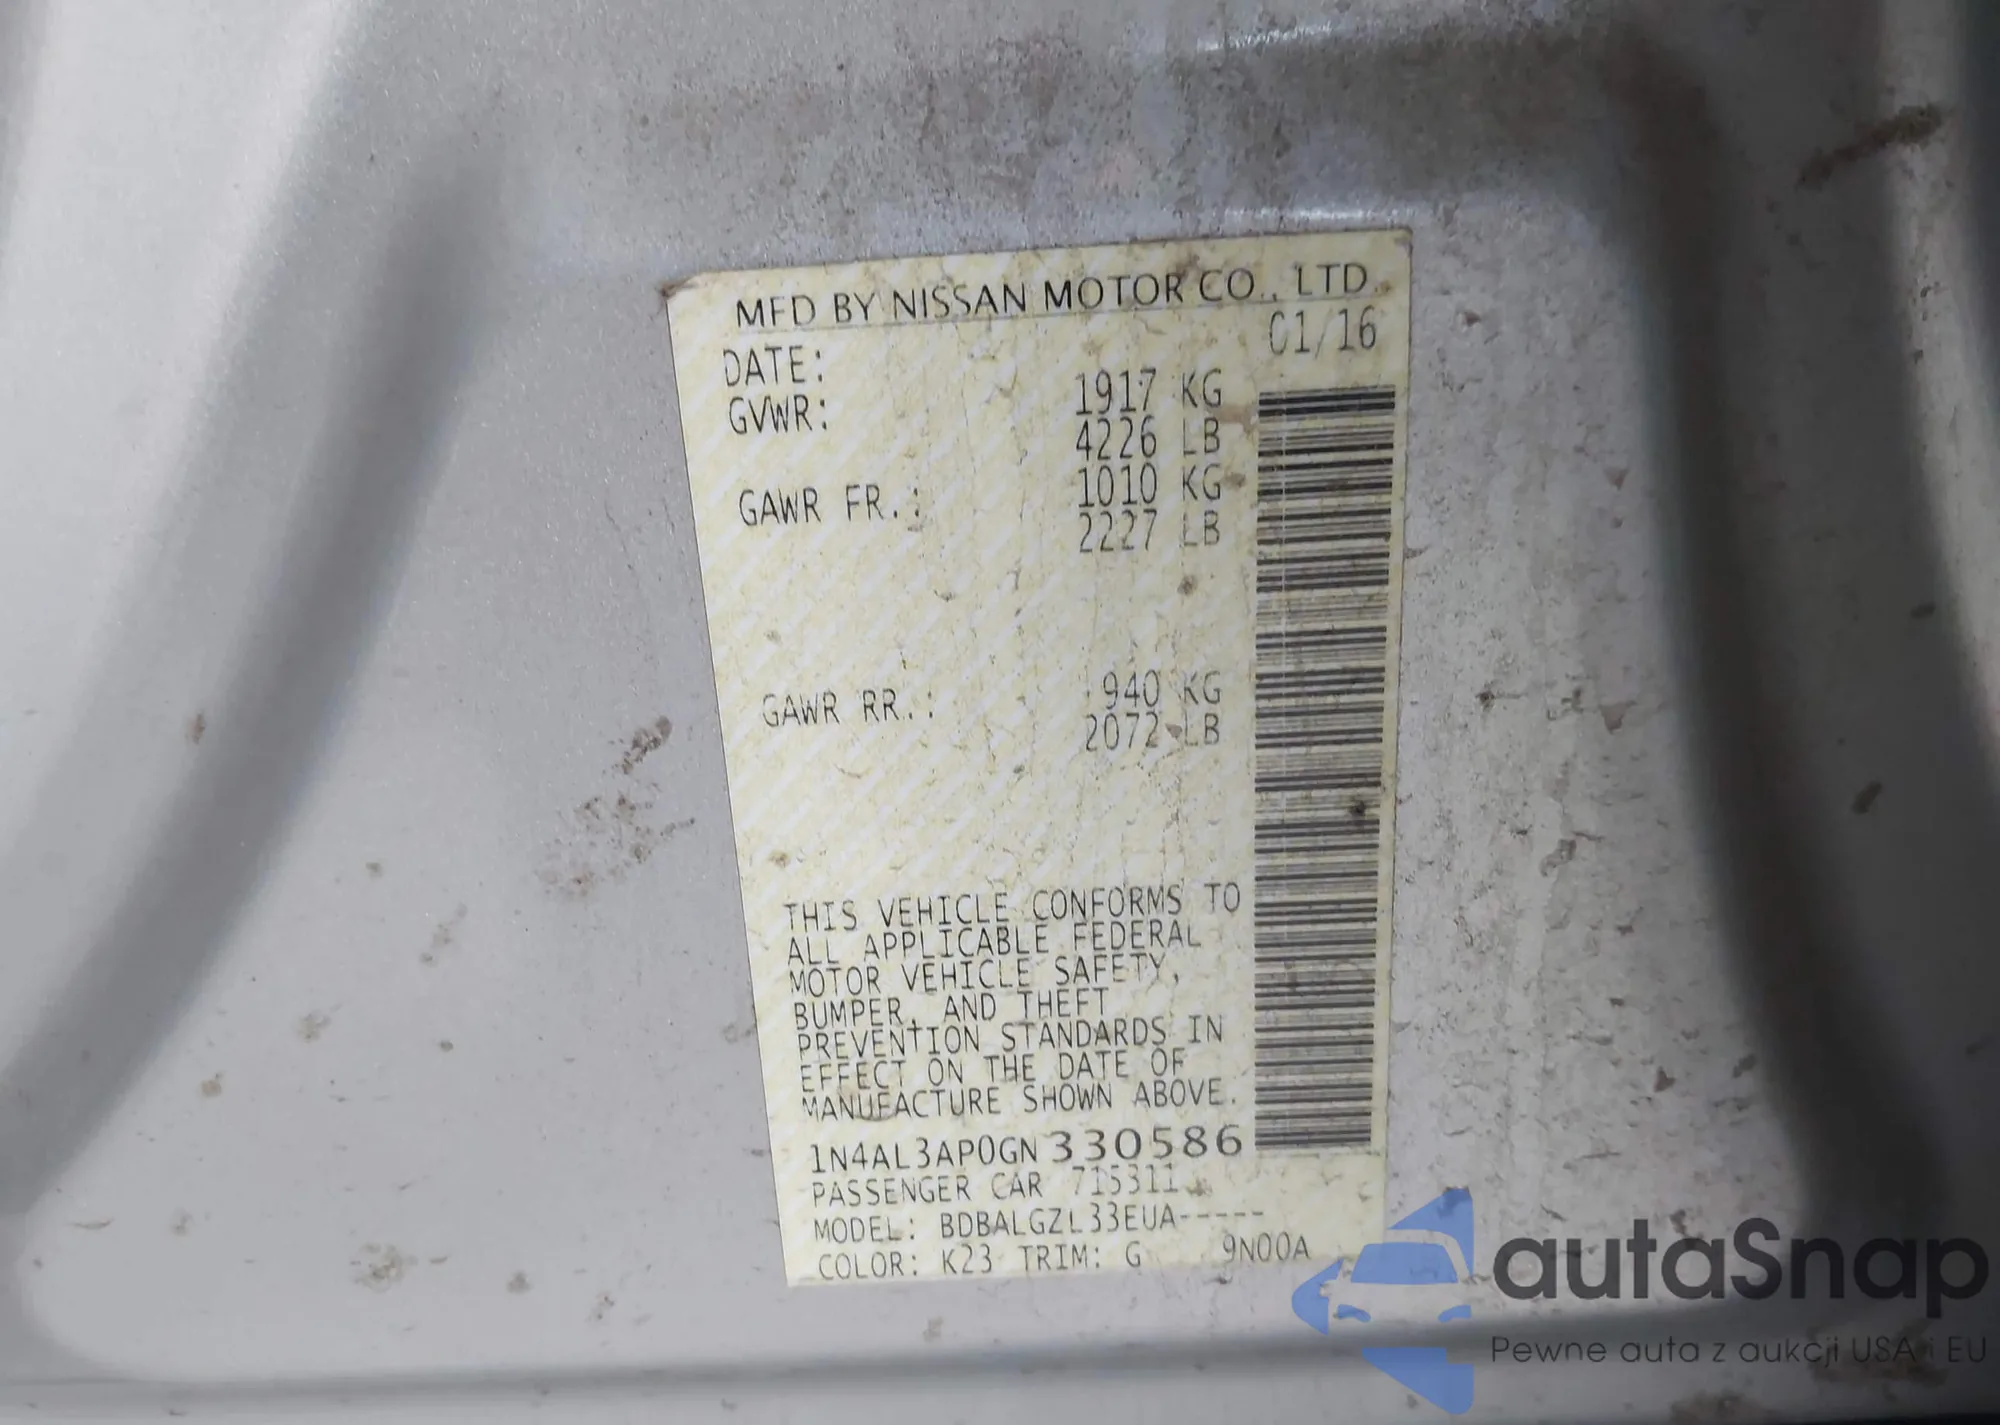 MFD BY NISSAN MOTOR CO., LTD.
DATE: 01/16
GVWR: 1917 KG
4226 LB
GAWR FR.: 1010 KG
2227 LB
GAWR RR.: 940 KG
2072 LB
THIS VEHICLE CONFORMS TO
ALL APPLICABLE FEDERAL
MOTOR VEHICLE SAFETY,
BUMPER, AND THEFT
PREVENTION STANDARDS IN
EFFECT ON THE DATE OF
MANUFACTURE SHOWN ABOVE.
1N4AL3AP0GN330586
PASSENGER CAR 715311
MODEL: BDBALGZL33EUA-----
COLOR: K23 TRIM: G 9N00A
autaSnap
Pewne auta z aukcji USA i EU